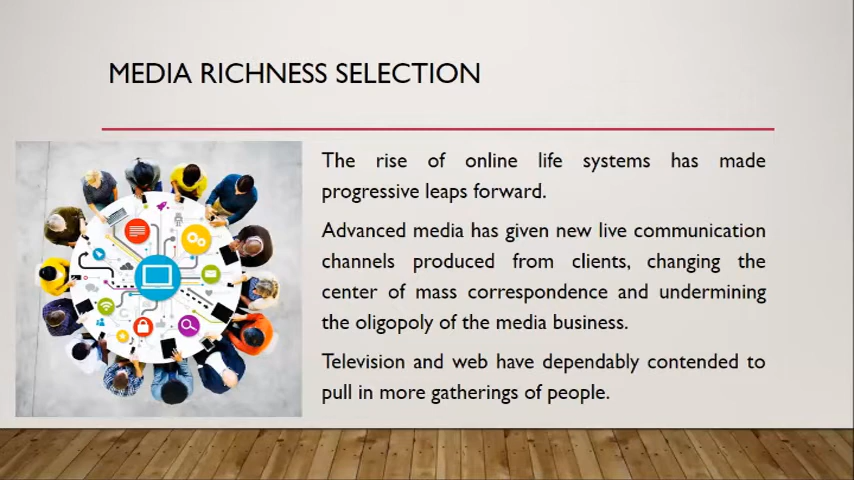 MEDIA RICHNESS SELECTION
The rise of online life systems has made
progressive leaps forward.
Advanced media has given new live communication
channels produced from clients, changing the
center of mass correspondence and undermining
the oligopoly of the media business.
Television and web have dependably contended to
pull in more gatherings of people.